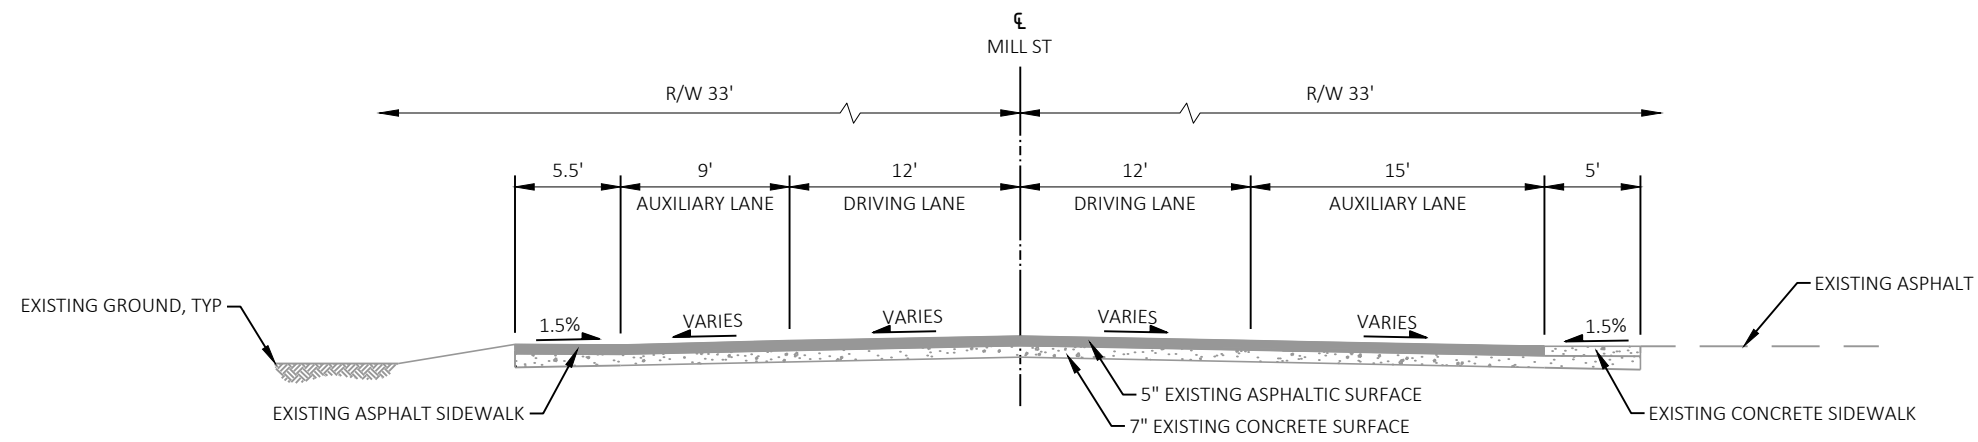 ℄
MILL ST
R/W 33' R/W 33'
5.5' 9' 12' 12' 15' 5'
AUXILIARY LANE DRIVING LANE DRIVING LANE AUXILIARY LANE
EXISTING ASPHALT
EXISTING GROUND, TYP
1.5% VARIES VARIES VARIES VARIES 1.5%
5" EXISTING ASPHALTIC SURFACE
EXISTING ASPHALT SIDEWALK EXISTING CONCRETE SIDEWALK
7" EXISTING CONCRETE SURFACE